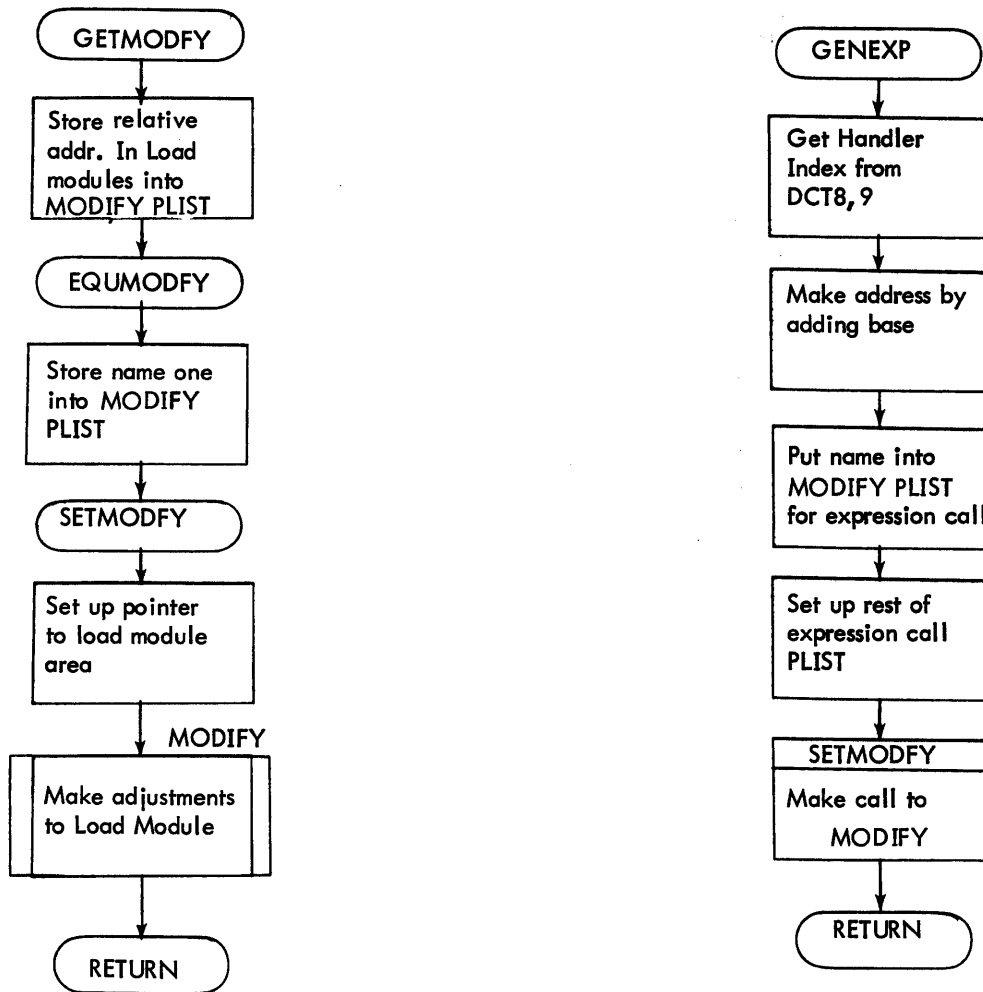 GETMODFY
Store relative
addr. In Load
modules into
MODIFY PLIST
EQUMODFY
Store name one
into MODIFY
PLIST
SETMODFY
Set up pointer
to load module
area
MODIFY
Make adjustments
to Load Module
RETURN
GENEXP
Get Handler
Index from
DCT8, 9
Make address by
adding base
Put name into
MODIFY PLIST
for expression call
Set up rest of
expression call
PLIST
SETMODFY
Make call to
MODIFY
RETURN